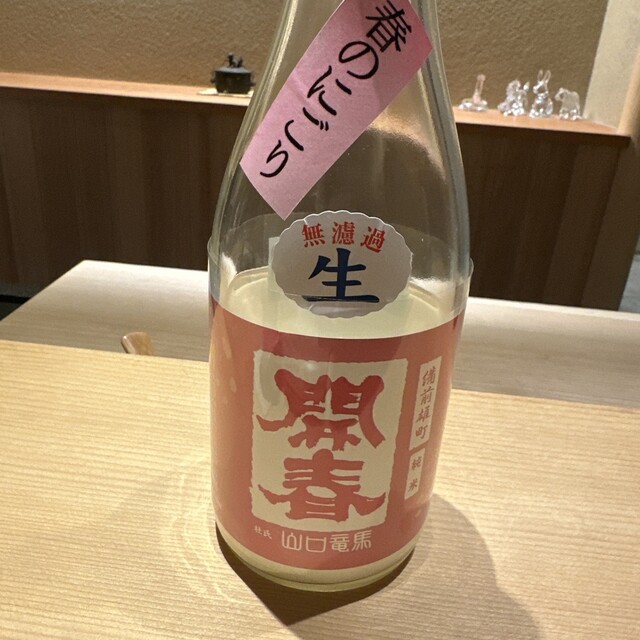 春のにごり
無濾過
生
備前雄町
純米
開春
杜氏 山口竜馬